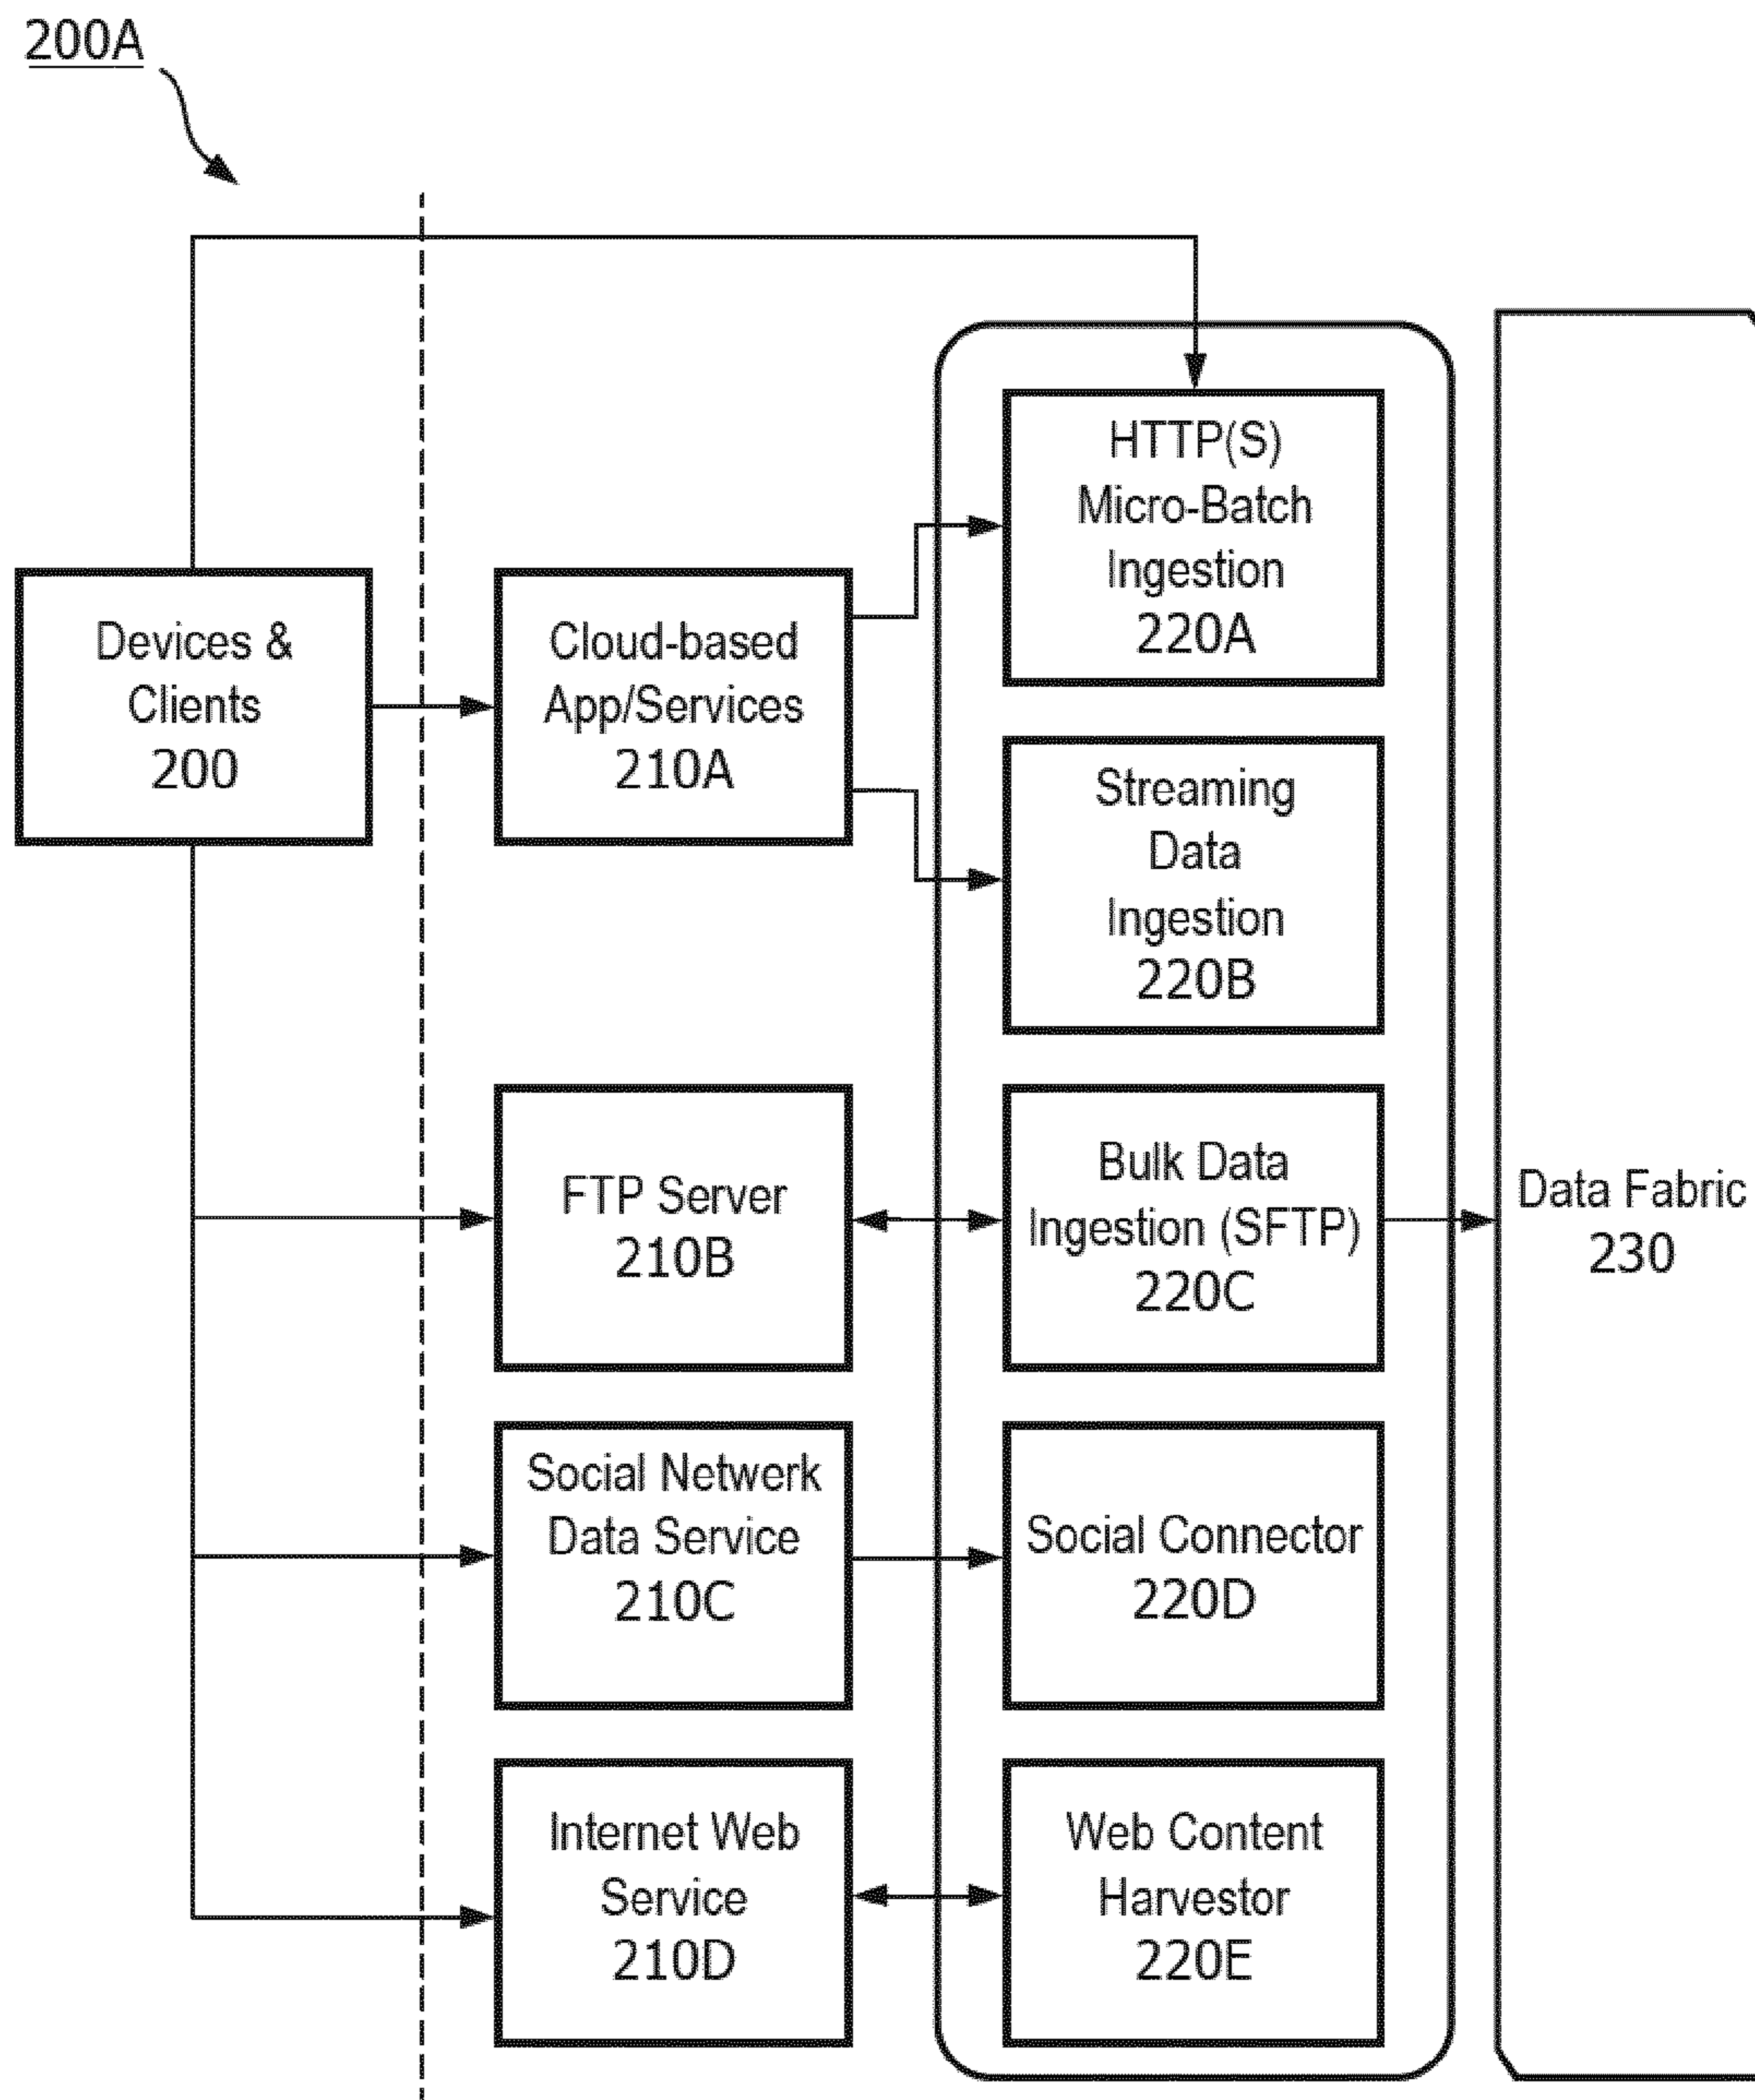 200A
Devices &
Clients
200
Cloud-based
App/Services
210A
HTTP(S)
Micro-Batch
Ingestion
220A
Streaming
Data
Ingestion
220B
FTP Server
210B
Bulk Data
Ingestion (SFTP)
220C
Data Fabric
230
Social Netwerk
Data Service
210C
Social Connector
220D
Internet Web
Service
210D
Web Content
Harvestor
220E